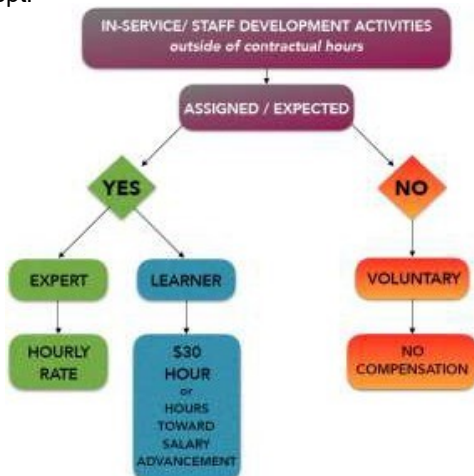 IN-SERVICE/ STAFF DEVELOPMENT ACTIVITIES
outside of contractual hours
ASSIGNED / EXPECTED
YES
NO
EXPERT
LEARNER
VOLUNTARY
HOURLY
RATE
$30
HOUR
or
HOURS
TOWARD
SALARY
ADVANCEMENT
NO
COMPENSATION